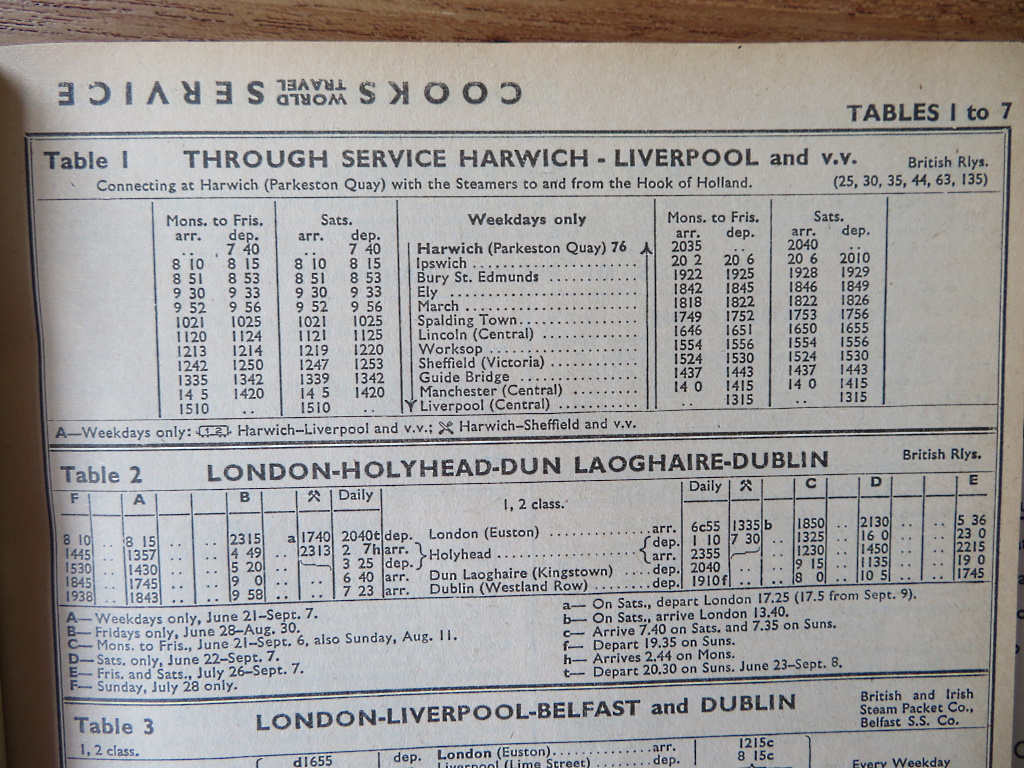 COOKS WORLD TRAVEL SERVICE
TABLES 1 to 7
Table 1 THROUGH SERVICE HARWICH - LIVERPOOL and v.v. British Rlys.
Connecting at Harwich (Parkeston Quay) with the Steamers to and from the Hook of Holland. (25, 30, 35, 44, 63, 135)
Mons. to Fris. Sats. Weekdays only Mons. to Fris. Sats.
arr. dep. arr. dep. arr. dep. arr. dep.
.. 7 40 .. 7 40 Harwich (Parkeston Quay) 76 2035 .. 2040 ..
8 10 8 15 8 10 8 15 Ipswich 20 2 20 6 20 6 2010
8 51 8 53 8 51 8 53 Bury St. Edmunds 1922 1925 1928 1929
9 30 9 33 9 30 9 33 Ely 1842 1845 1846 1849
9 52 9 56 9 52 9 56 March 1818 1822 1822 1826
1021 1025 1021 1025 Spalding Town 1749 1752 1753 1756
1120 1124 1121 1125 Lincoln (Central) 1646 1651 1650 1655
1213 1214 1219 1220 Worksop 1554 1556 1554 1556
1242 1250 1247 1253 Sheffield (Victoria) 1524 1530 1524 1530
1335 1342 1339 1342 Guide Bridge 1437 1443 1437 1443
14 5 1420 14 5 1420 Manchester (Central) 14 0 1415 14 0 1415
1510 .. 1510 .. Liverpool (Central) .. 1315 .. 1315
A—Weekdays only: 1 2 Harwich–Liverpool and v.v.; Harwich–Sheffield and v.v.
Table 2 LONDON-HOLYHEAD-DUN LAOGHAIRE-DUBLIN British Rlys.
F A B Daily 1, 2 class. Daily C D E
8 10 .. 8 15 .. .. 2315 a 1740 2040t dep. London (Euston) arr. 6c55 1335 b 1850 .. 2130 .. .. 5 36
1445 .. 1357 .. .. 4 49 2313 2 7h arr. Holyhead dep. 1 10 7 30 1325 .. 16 0 .. .. 23 0
1530 .. 1430 .. .. 5 20 3 25 dep. arr. 2355 1230 .. 1450 .. .. 2215
1845 .. 1745 .. .. 9 0 .. .. 6 40 arr. Dun Laoghaire (Kingstown) dep. 2040 .. .. 9 15 .. 1135 .. .. 19 0
1938 .. 1843 .. .. 9 58 .. .. 7 23 arr. Dublin (Westland Row) dep. 1910f .. .. 8 0 .. 10 5 .. .. 1745
A—Weekdays only, June 21–Sept. 7.
B—Fridays only, June 28–Aug. 30.
C—Mons. to Fris., June 21–Sept. 6, also Sunday, Aug. 11.
D—Sats. only, June 22–Sept. 7.
E—Fris. and Sats., July 26–Sept. 7.
F—Sunday, July 28 only.
a—On Sats., depart London 17.25 (17.5 from Sept. 9).
b—On Sats., arrive London 13.40.
c—Arrive 7.40 on Sats. and 7.35 on Suns.
f—Depart 19.35 on Suns.
h—Arrives 2.44 on Mons.
t—Depart 20.30 on Suns. June 23–Sept. 8.
Table 3 LONDON-LIVERPOOL-BELFAST and DUBLIN British and Irish
Steam Packet Co.,
Belfast S.S. Co.
1, 2 class. d1655 dep. London (Euston) arr. 1215c
Liverpool (Lime Street) dep. 8 15c Every Weekday